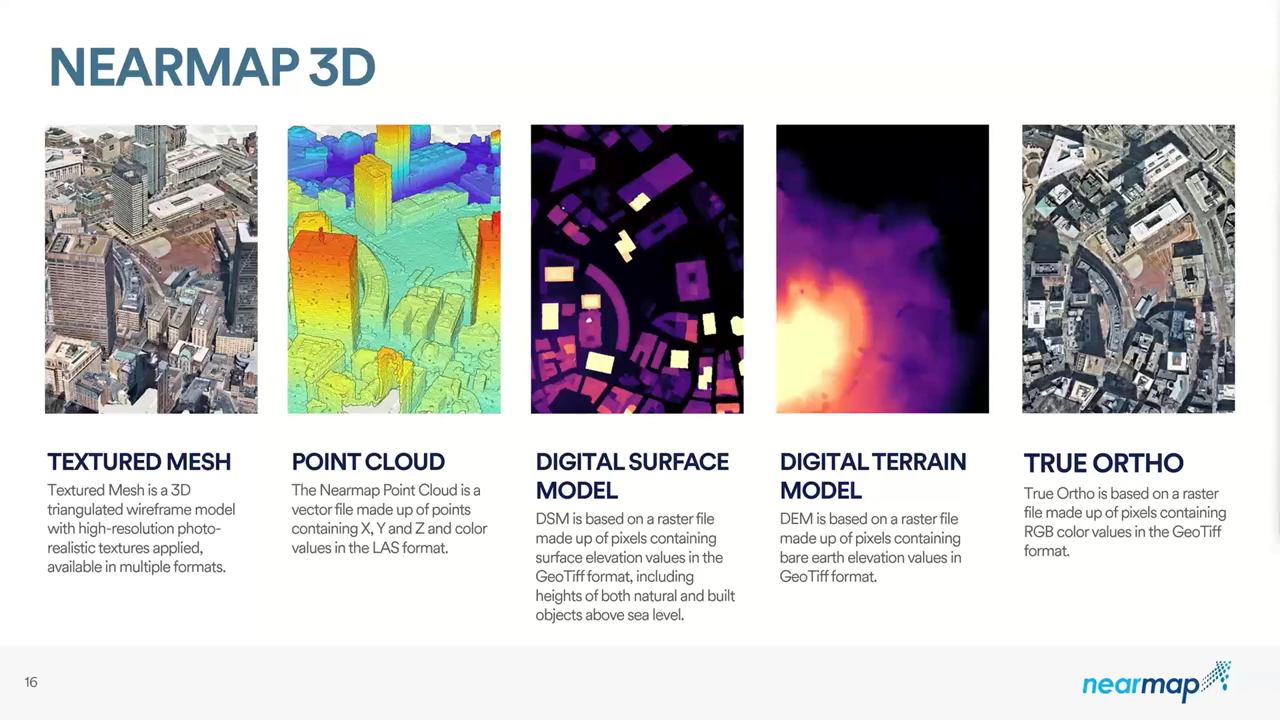 NEARMAP 3D
TEXTURED MESH
Textured Mesh is a 3D
triangulated wireframe model
with high-resolution photo-
realistic textures applied,
available in multiple formats.
POINT CLOUD
The Nearmap Point Cloud is a
vector file made up of points
containing X, Y and Z and color
values in the LAS format.
DIGITAL SURFACE
MODEL
DSM is based on a raster file
made up of pixels containing
surface elevation values in the
GeoTiff format, including
heights of both natural and built
objects above sea level.
DIGITAL TERRAIN
MODEL
DEM is based on a raster file
made up of pixels containing
bare earth elevation values in
GeoTiff format.
TRUE ORTHO
True Ortho is based on a raster
file made up of pixels containing
RGB color values in the GeoTiff
format.
16
nearmap